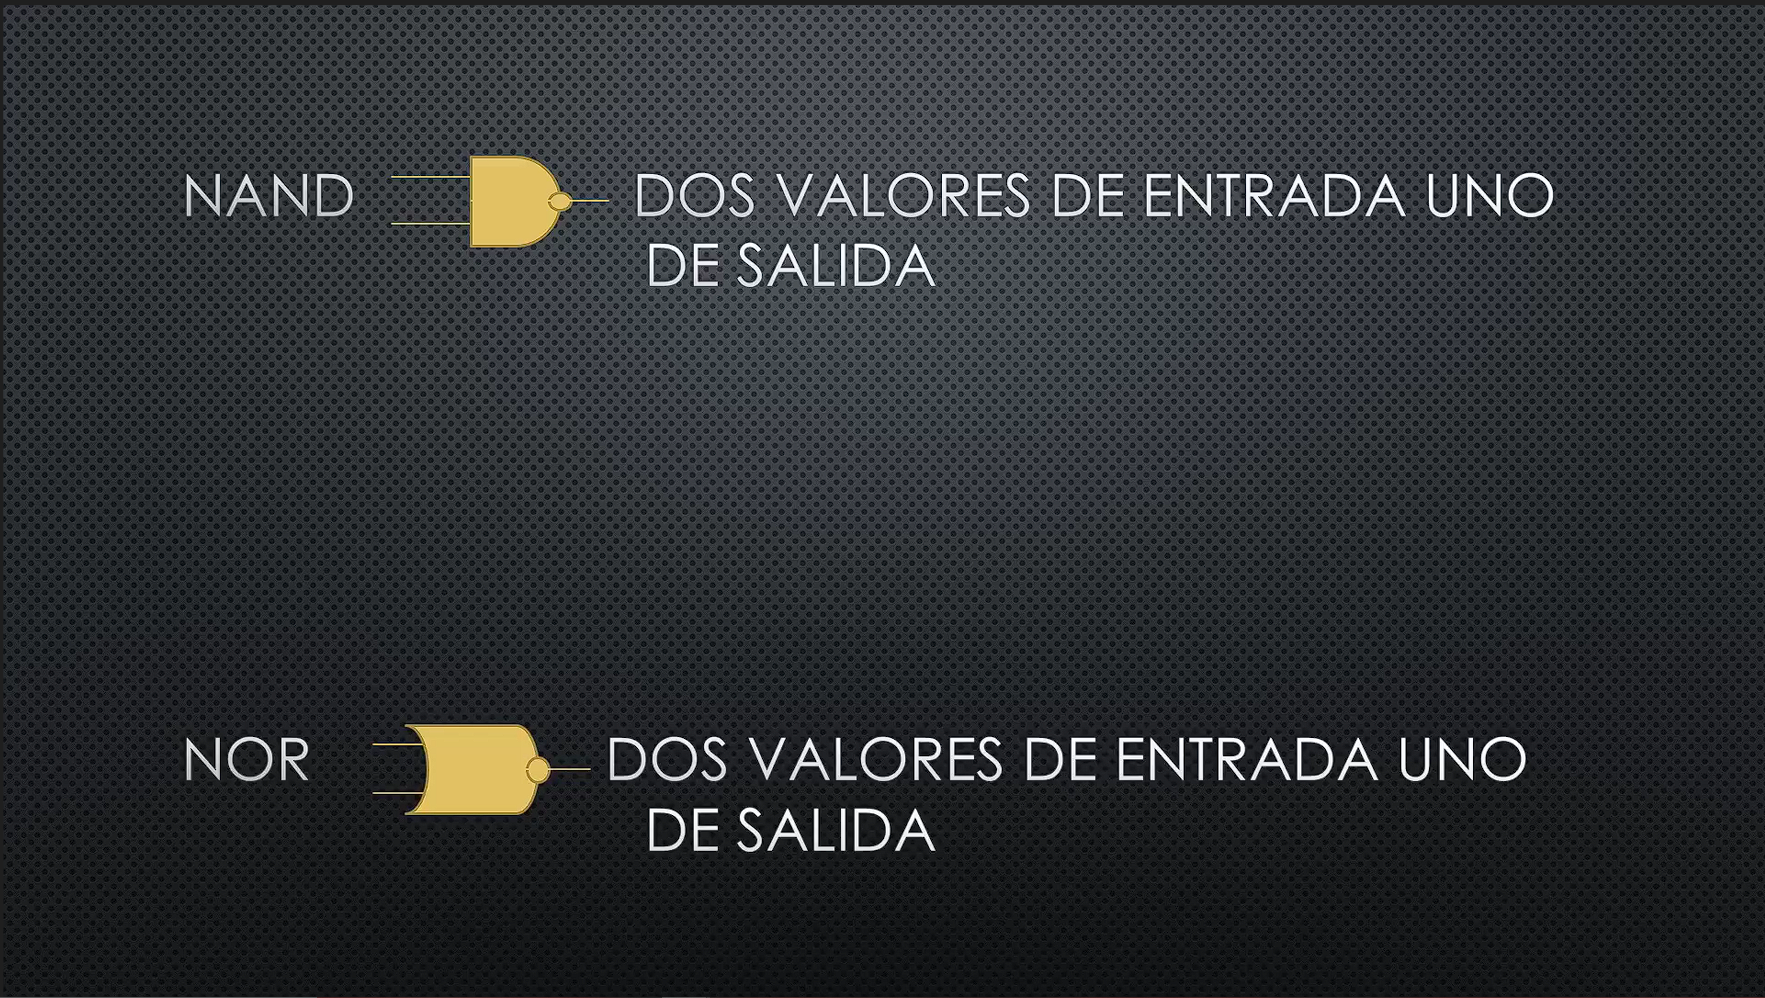 NAND DOS VALORES DE ENTRADA UNO
DE SALIDA
NOR DOS VALORES DE ENTRADA UNO
DE SALIDA